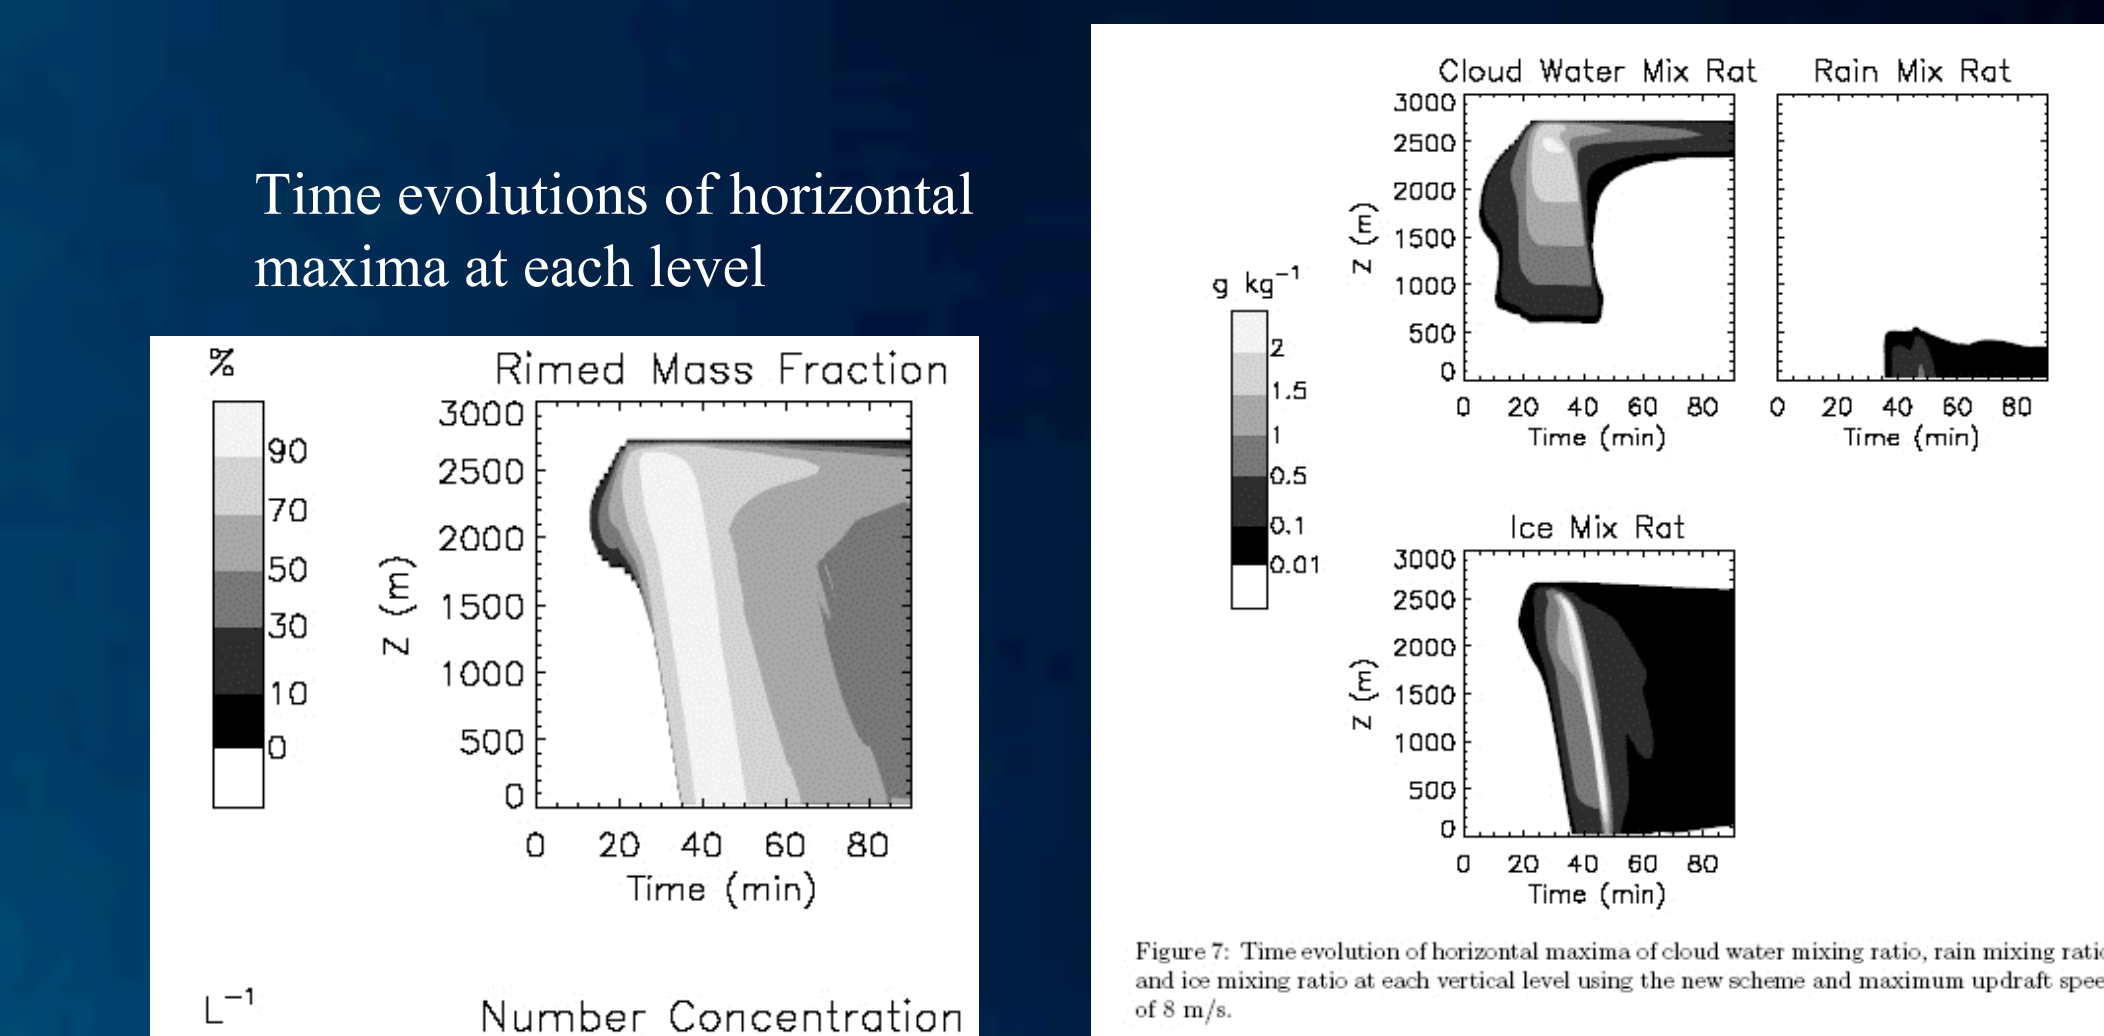 Time evolutions of horizontal
maxima at each level
%
Rimed Mass Fraction
90
70
50
30
10
0
Z (m)
3000
2500
2000
1500
1000
500
0
0 20 40 60 80
Time (min)
L⁻¹
Number Concentration
Cloud Water Mix Rat
Z (m)
3000
2500
2000
1500
1000
500
0
0 20 40 60 80
Time (min)
Rain Mix Rat
0 20 40 60 80
Time (min)
g kg⁻¹
2
1.5
1
0.5
0.1
0.01
Ice Mix Rat
Z (m)
3000
2500
2000
1500
1000
500
0
0 20 40 60 80
Time (min)
Figure 7: Time evolution of horizontal maxima of cloud water mixing ratio, rain mixing ratio
and ice mixing ratio at each vertical level using the new scheme and maximum updraft spee
of 8 m/s.